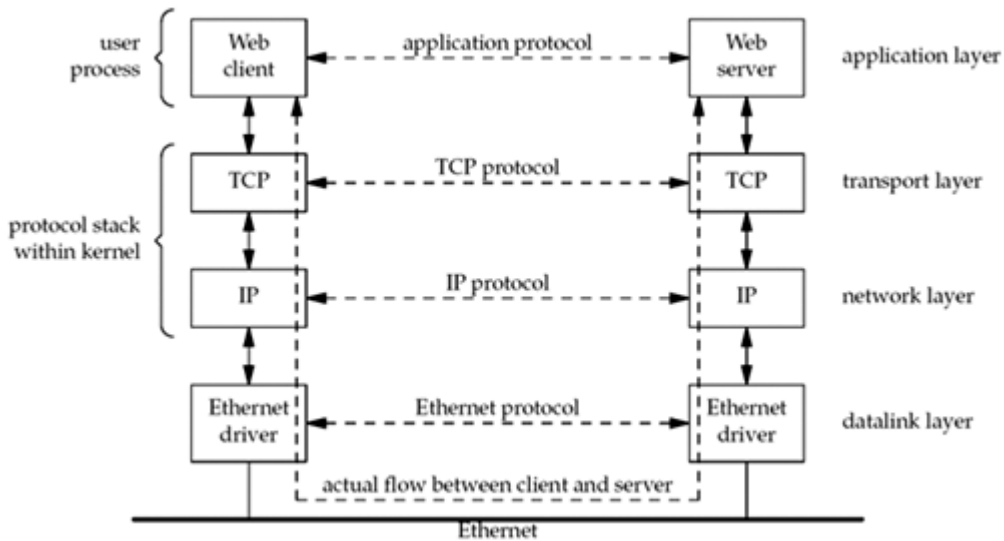 user
process
Web
client
application protocol
Web
server
application layer
TCP
TCP protocol
TCP
transport layer
protocol stack
within kernel
IP
IP protocol
IP
network layer
Ethernet
driver
Ethernet protocol
Ethernet
driver
datalink layer
actual flow between client and server
Ethernet